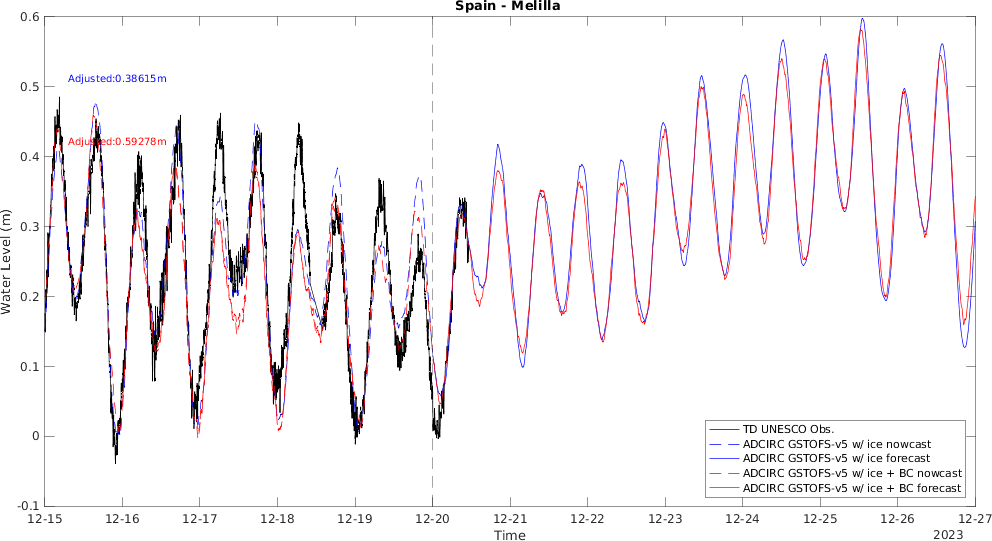 Spain - Melilla
0.6
0.5
0.4
0.3
0.2
0.1
0
-0.1
Water Level (m)
Adjusted:0.38615m
Adjusted:0.59278m
TD UNESCO Obs.
ADCIRC GSTOFS-v5 w/ ice nowcast
ADCIRC GSTOFS-v5 w/ ice forecast
ADCIRC GSTOFS-v5 w/ ice + BC nowcast
ADCIRC GSTOFS-v5 w/ ice + BC forecast
12-15 12-16 12-17 12-18 12-19 12-20 12-21 12-22 12-23 12-24 12-25 12-26 12-27
Time
2023